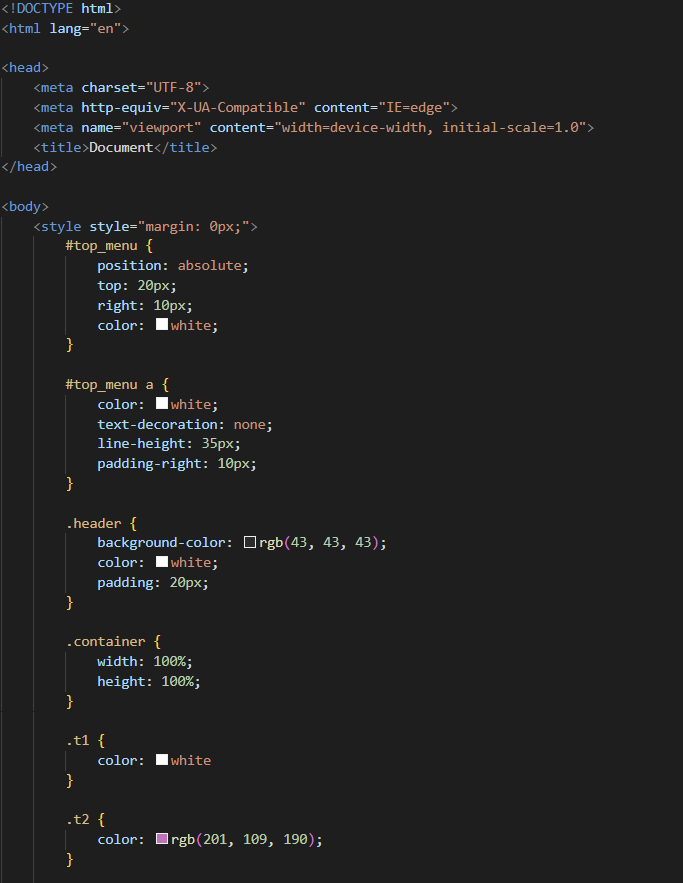 <!DOCTYPE html>
<html lang="en">
<head>
<meta charset="UTF-8">
<meta http-equiv="X-UA-Compatible" content="IE=edge">
<meta name="viewport" content="width=device-width, initial-scale=1.0">
<title>Document</title>
</head>
<body>
<style style="margin: 0px;">
#top_menu {
position: absolute;
top: 20px;
right: 10px;
color: white;
}
#top_menu a {
color: white;
text-decoration: none;
line-height: 35px;
padding-right: 10px;
}
.header {
background-color: rgb(43, 43, 43);
color: white;
padding: 20px;
}
.container {
width: 100%;
height: 100%;
}
.t1 {
color: white
}
.t2 {
color: rgb(201, 109, 190);
}